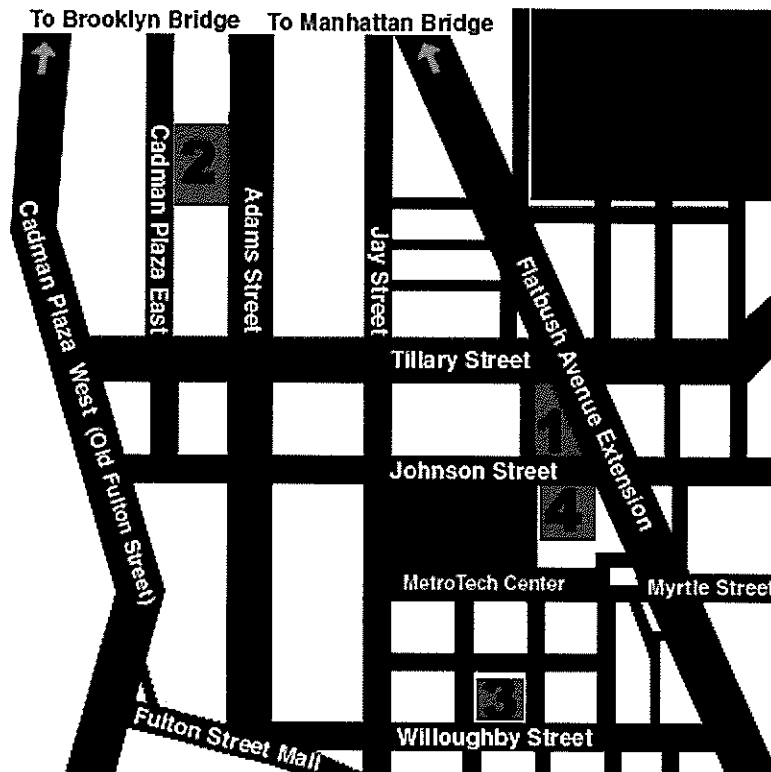 To Brooklyn Bridge
To Manhattan Bridge
Cadman Plaza East
2
Adams Street
Jay Street
Cadman Plaza West (Old Fulton Street)
Flatbush Avenue Extension
Tillary Street
1
Johnson Street
4
MetroTech Center
Myrtle Street
3
Fulton Street Mall
Willoughby Street